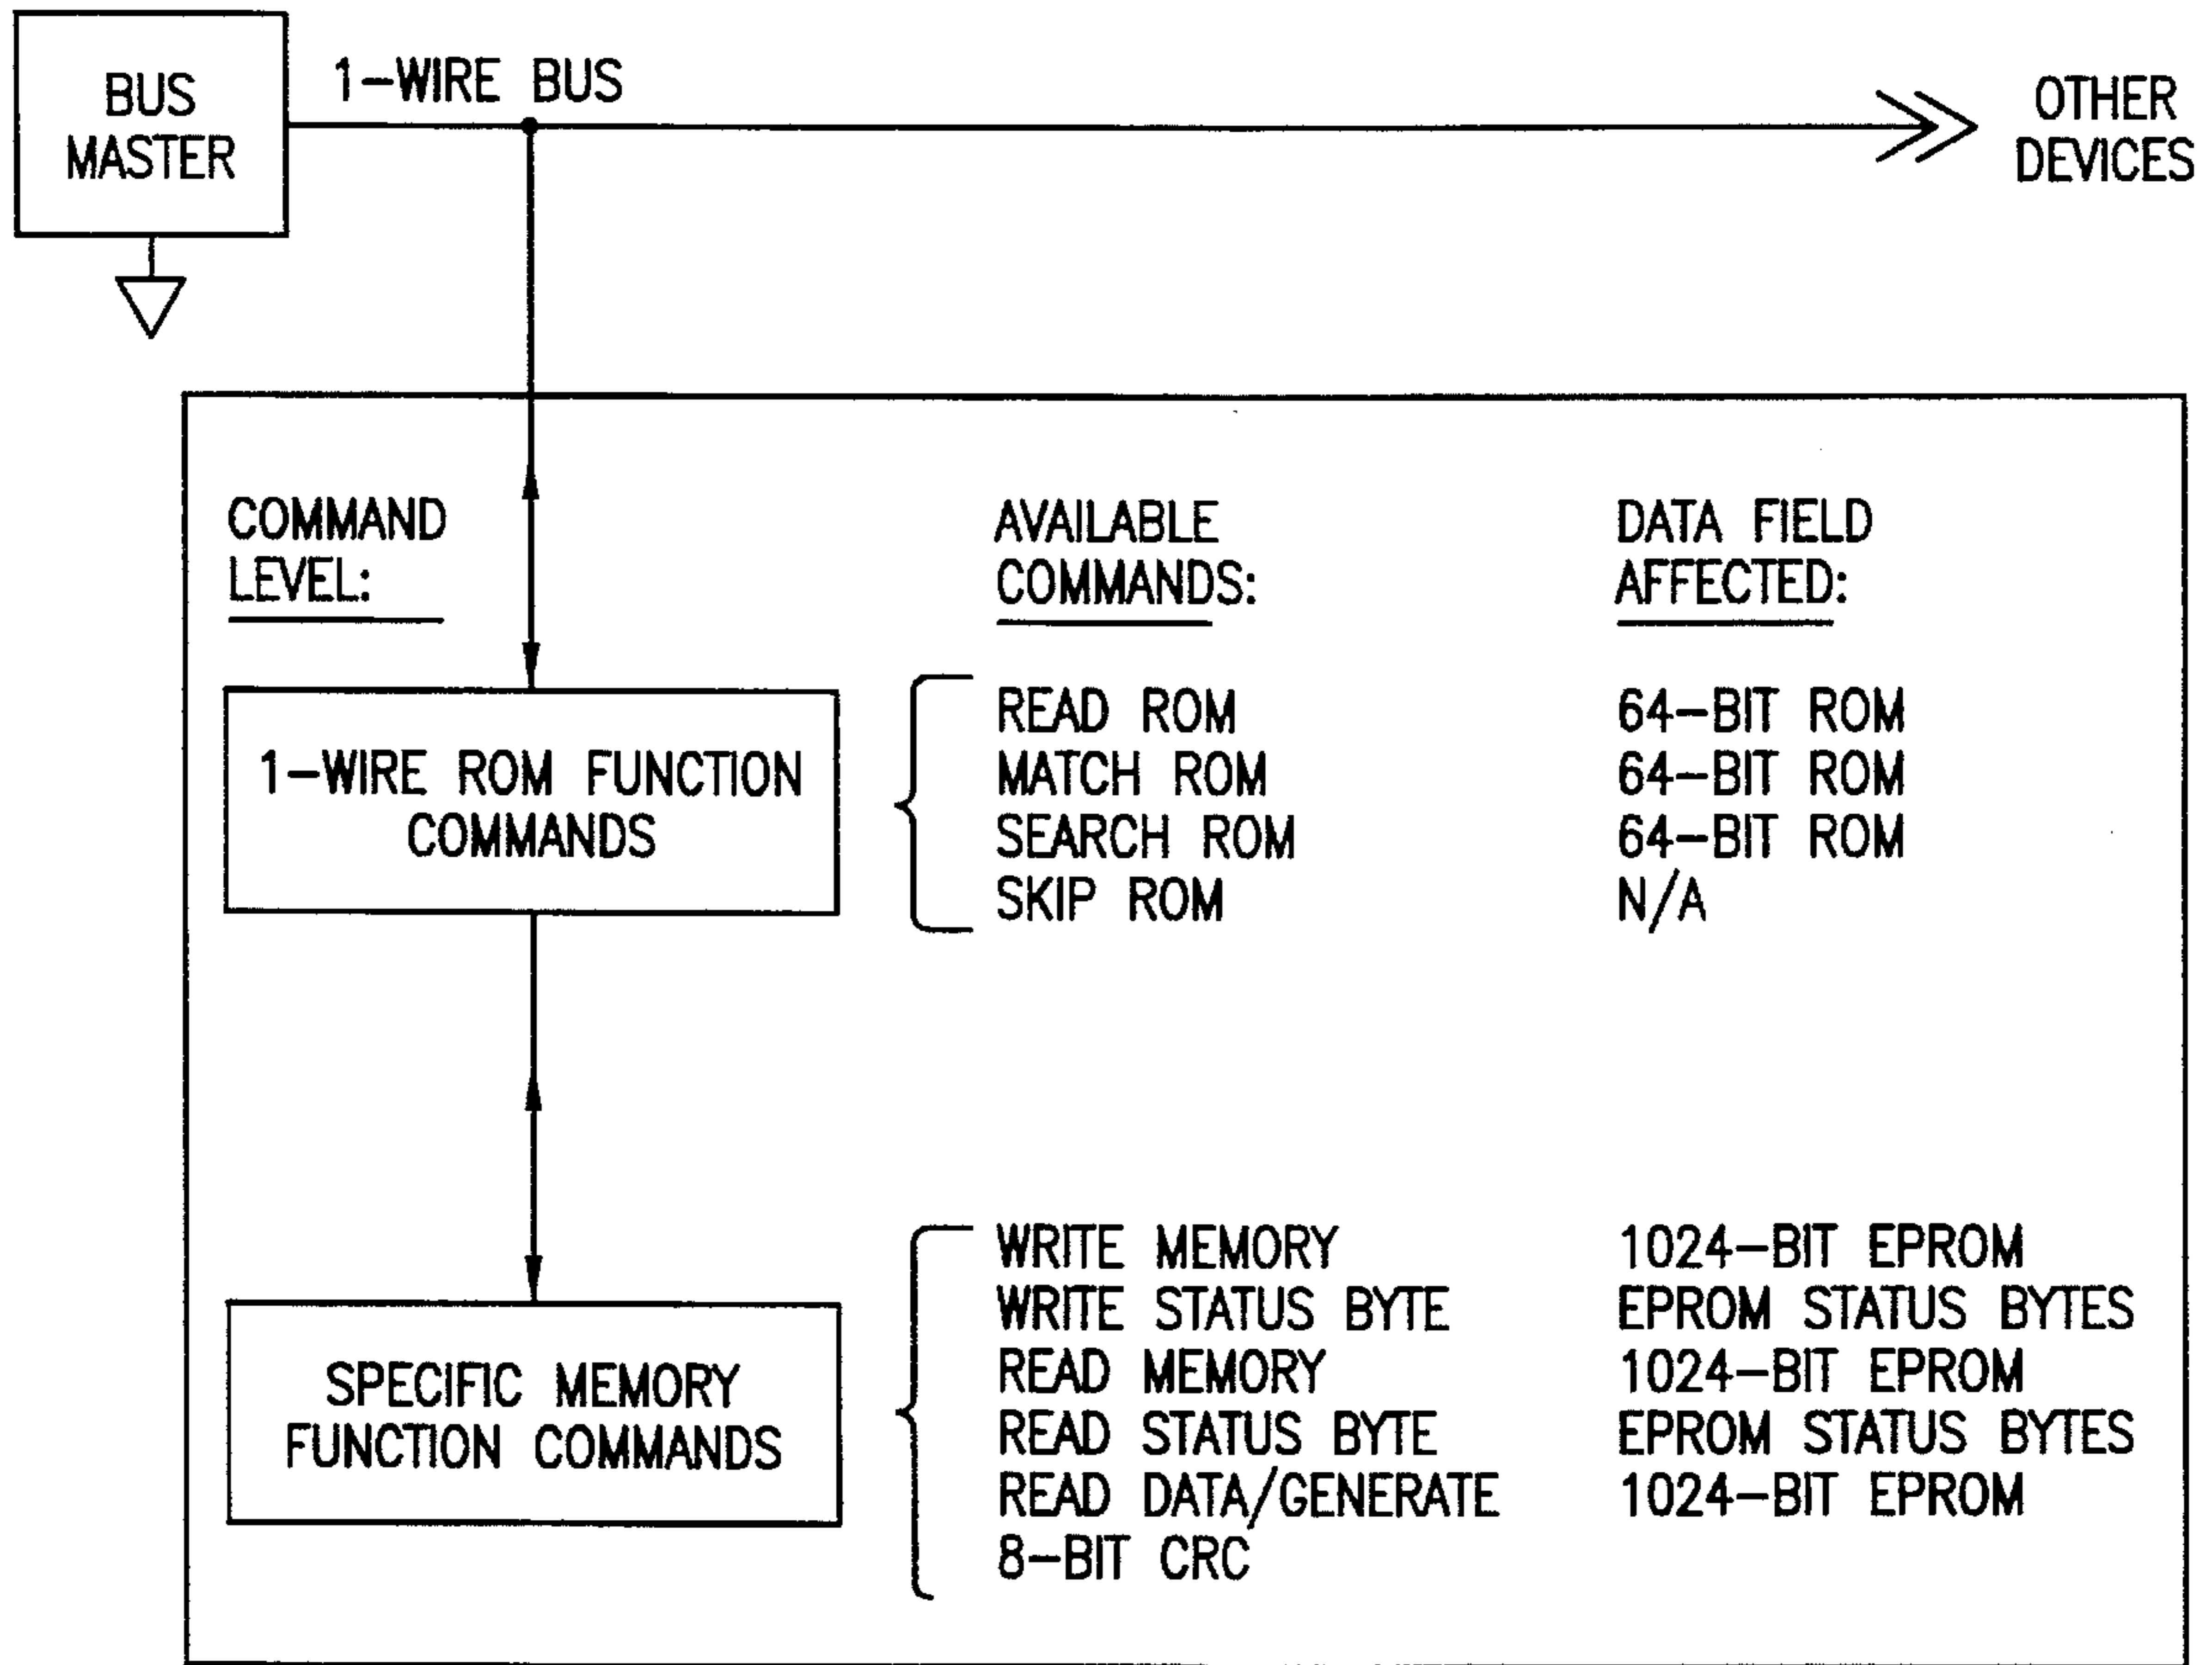 BUS
MASTER
1-WIRE BUS
OTHER
DEVICES
COMMAND
LEVEL:
AVAILABLE
COMMANDS:
DATA FIELD
AFFECTED:
1-WIRE ROM FUNCTION
COMMANDS
READ ROM 64-BIT ROM
MATCH ROM 64-BIT ROM
SEARCH ROM 64-BIT ROM
SKIP ROM N/A
SPECIFIC MEMORY
FUNCTION COMMANDS
WRITE MEMORY 1024-BIT EPROM
WRITE STATUS BYTE EPROM STATUS BYTES
READ MEMORY 1024-BIT EPROM
READ STATUS BYTE EPROM STATUS BYTES
READ DATA/GENERATE 1024-BIT EPROM
8-BIT CRC